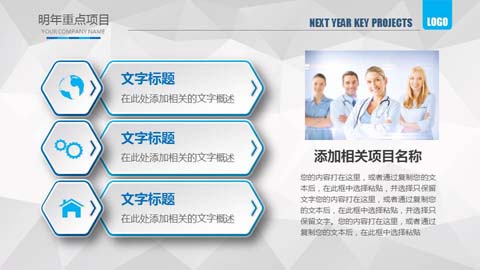 明年重点项目
YOUR COMPANY NAME
NEXT YEAR KEY PROJECTS
LOGO
文字标题
在此处添加相关的文字概述
文字标题
在此处添加相关的文字概述
文字标题
在此处添加相关的文字概述
添加相关项目名称
您的内容打在这里，或者通过复制您的文
本后，在此框中选择粘贴，并选择只保留
文字您的内容打在这里，或者通过复制您
的文本后，在此框中选择粘贴，并选择只
保留文字。您的内容打在这里，或者通过
复制您的文本后，在此框中选择粘贴